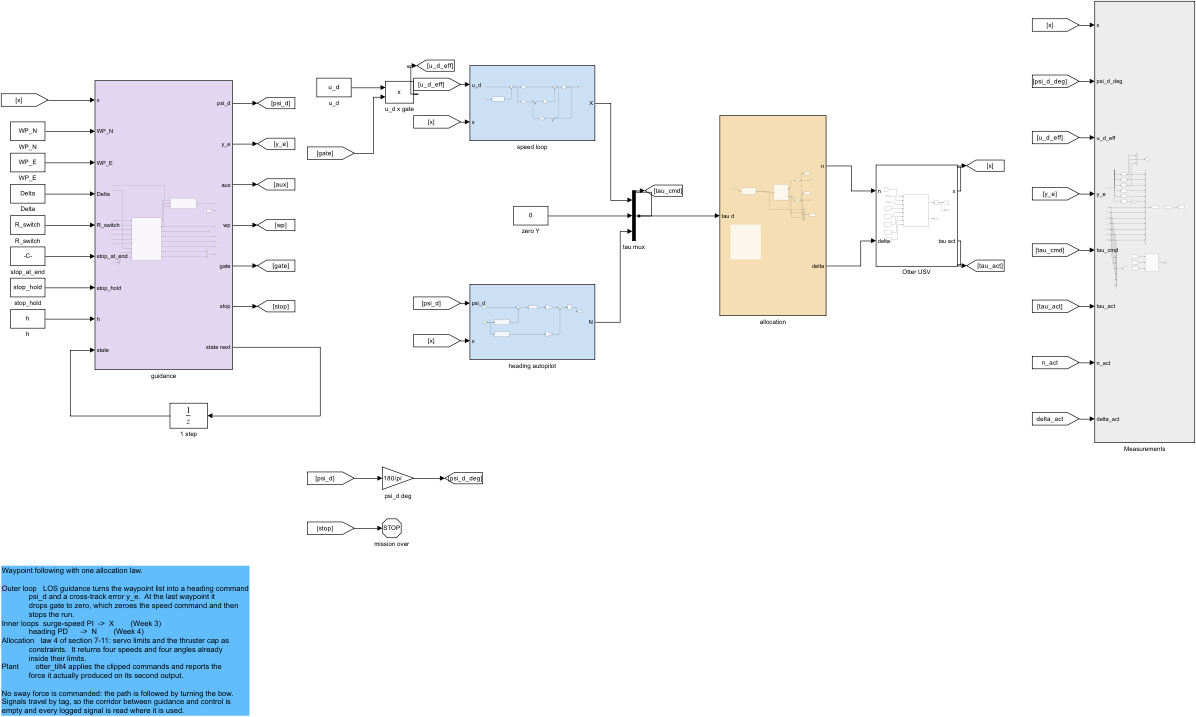 [x]
WP_N
WP_N
WP_E
WP_E
Delta
Delta
R_switch
R_switch
-C-
stop_at_end
stop_hold
stop_hold
h
h
x
WP_N
WP_E
Delta
R_switch
stop_at_end
stop_hold
h
state
psi_d
y_e
aux
wp
gate
stop
state next
guidance
[psi_d]
[y_e]
[aux]
[wp]
[gate]
[stop]
1
z
1 step
u_d
u_d
[gate]
x
u_d x gate
[u_d_eff]
[u_d_eff]
[x]
u_d
x
X
speed loop
0
zero Y
[tau_cmd]
tau mux
[psi_d]
[x]
psi_d
x
N
heading autopilot
tau d
n
delta
allocation
n
delta
x
tau act
Otter USV
[x]
[tau_act]
[x]
[psi_d_deg]
[u_d_eff]
[y_e]
[tau_cmd]
[tau_act]
n_act
delta_act
x
psi_d_deg
u_d_eff
y_e
tau_cmd
tau_act
n_act
delta_act
Measurements
[psi_d]
180/pi
psi_d deg
[psi_d_deg]
[stop]
STOP
mission over
Waypoint following with one allocation law.
Outer loop LOS guidance turns the waypoint list into a heading command
psi_d and a cross-track error y_e. At the last waypoint it
drops gate to zero, which zeroes the speed command and then
stops the run.
Inner loops surge-speed PI -> X (Week 3)
heading PD -> N (Week 4)
Allocation law 4 of section 7-11: servo limits and the thruster cap as
constraints. It returns four speeds and four angles already
inside their limits.
Plant otter_tilt4 applies the clipped commands and reports the
force it actually produced on its second output.
No sway force is commanded: the path is followed by turning the bow.
Signals travel by tag, so the corridor between guidance and control is
empty and every logged signal is read where it is used.